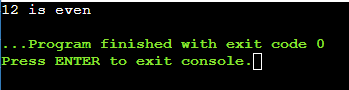 12 is even
...Program finished with exit code 0
Press ENTER to exit console.